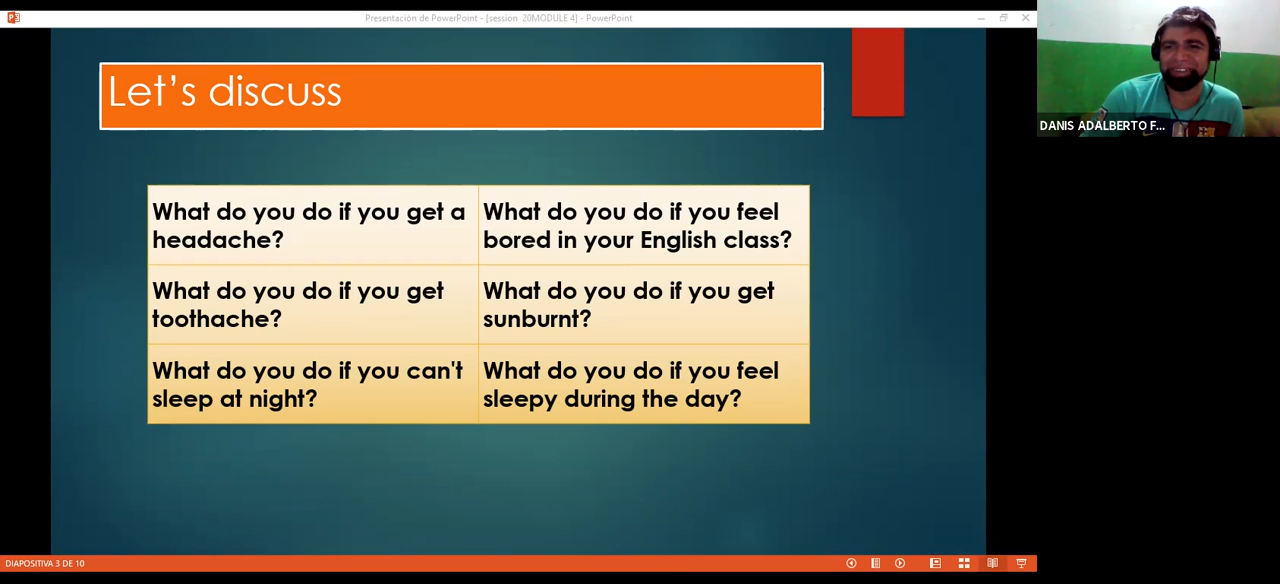 Presentación de PowerPoint - [session 20MODULE 4] - PowerPoint
Let's discuss
What do you do if you get a
headache?
What do you do if you feel
bored in your English class?
What do you do if you get
toothache?
What do you do if you get
sunburnt?
What do you do if you can't
sleep at night?
What do you do if you feel
sleepy during the day?
DANIS ADALBERTO F...
DIAPOSITIVA 3 DE 10